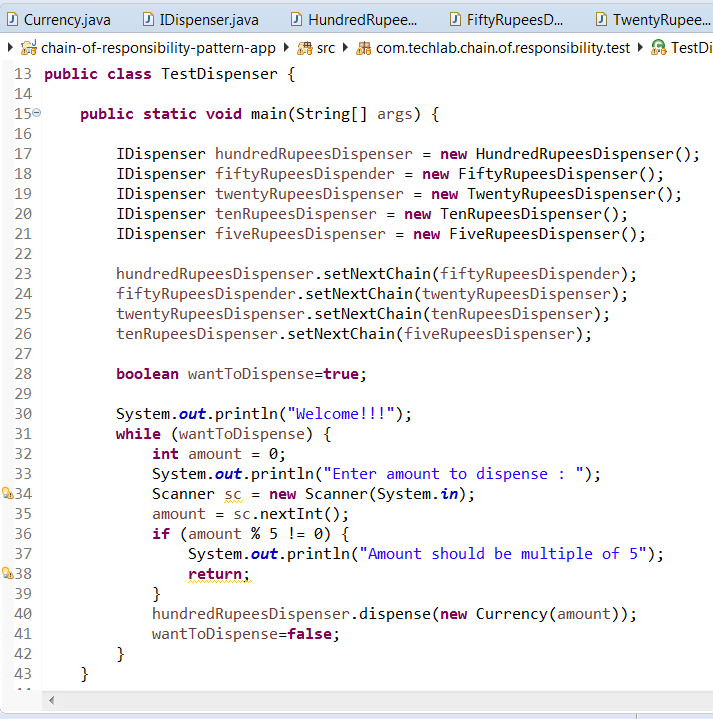 Currency.java IDispenser.java HundredRupee... FiftyRupeesD... TwentyRupee...
chain-of-responsibility-pattern-app src com.techlab.chain.of.responsibility.test TestDi
13 public class TestDispenser {
14
15 public static void main(String[] args) {
16
17 IDispenser hundredRupeesDispenser = new HundredRupeesDispenser();
18 IDispenser fiftyRupeesDispender = new FiftyRupeesDispenser();
19 IDispenser twentyRupeesDispenser = new TwentyRupeesDispenser();
20 IDispenser tenRupeesDispenser = new TenRupeesDispenser();
21 IDispenser fiveRupeesDispenser = new FiveRupeesDispenser();
22
23 hundredRupeesDispenser.setNextChain(fiftyRupeesDispender);
24 fiftyRupeesDispender.setNextChain(twentyRupeesDispenser);
25 twentyRupeesDispenser.setNextChain(tenRupeesDispenser);
26 tenRupeesDispenser.setNextChain(fiveRupeesDispenser);
27
28 boolean wantToDispense=true;
29
30 System.out.println("Welcome!!!");
31 while (wantToDispense) {
32 int amount = 0;
33 System.out.println("Enter amount to dispense : ");
34 Scanner sc = new Scanner(System.in);
35 amount = sc.nextInt();
36 if (amount % 5 != 0) {
37 System.out.println("Amount should be multiple of 5");
38 return;
39 }
40 hundredRupeesDispenser.dispense(new Currency(amount));
41 wantToDispense=false;
42 }
43 }